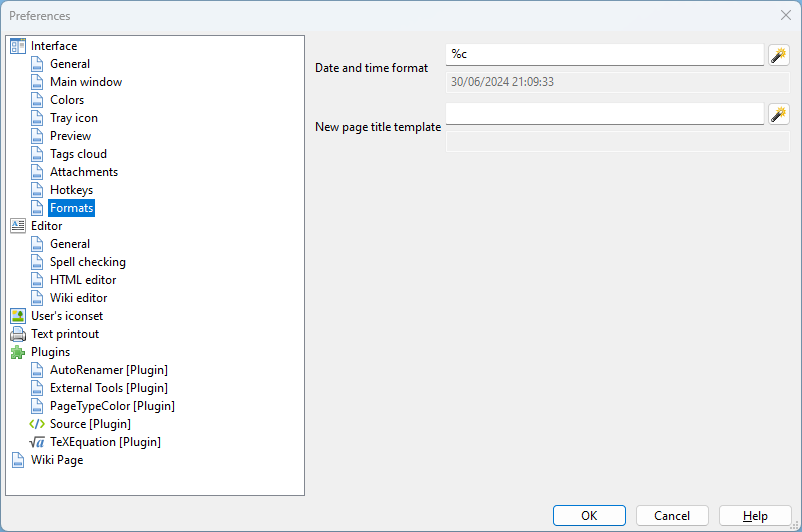 Preferences
Interface
General
Main window
Colors
Tray icon
Preview
Tags cloud
Attachments
Hotkeys
Formats
Editor
General
Spell checking
HTML editor
Wiki editor
User's iconset
Text printout
Plugins
AutoRenamer [Plugin]
External Tools [Plugin]
PageTypeColor [Plugin]
Source [Plugin]
TeXEquation [Plugin]
Wiki Page
Date and time format
%c
30/06/2024 21:09:33
New page title template
OK
Cancel
Help